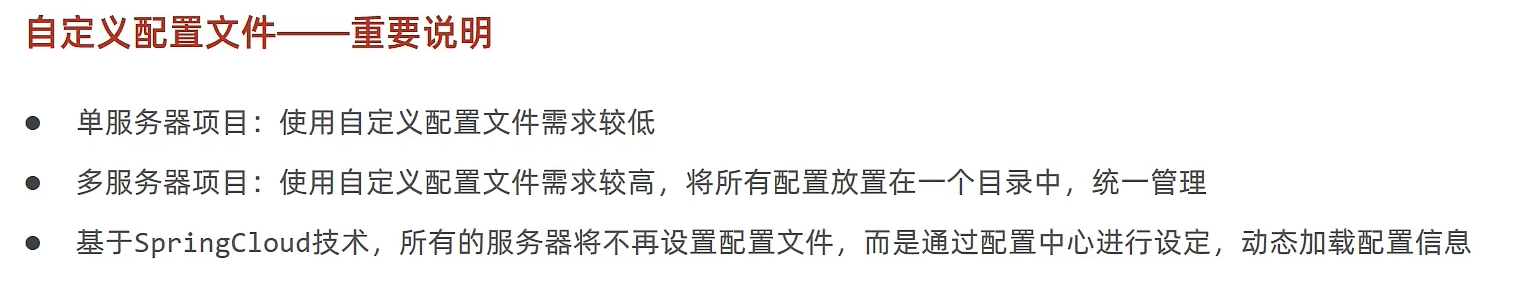 自定义配置文件——重要说明
● 单服务器项目：使用自定义配置文件需求较低
● 多服务器项目：使用自定义配置文件需求较高，将所有配置放置在一个目录中，统一管理
● 基于SpringCloud技术，所有的服务器将不再设置配置文件，而是通过配置中心进行设定，动态加载配置信息